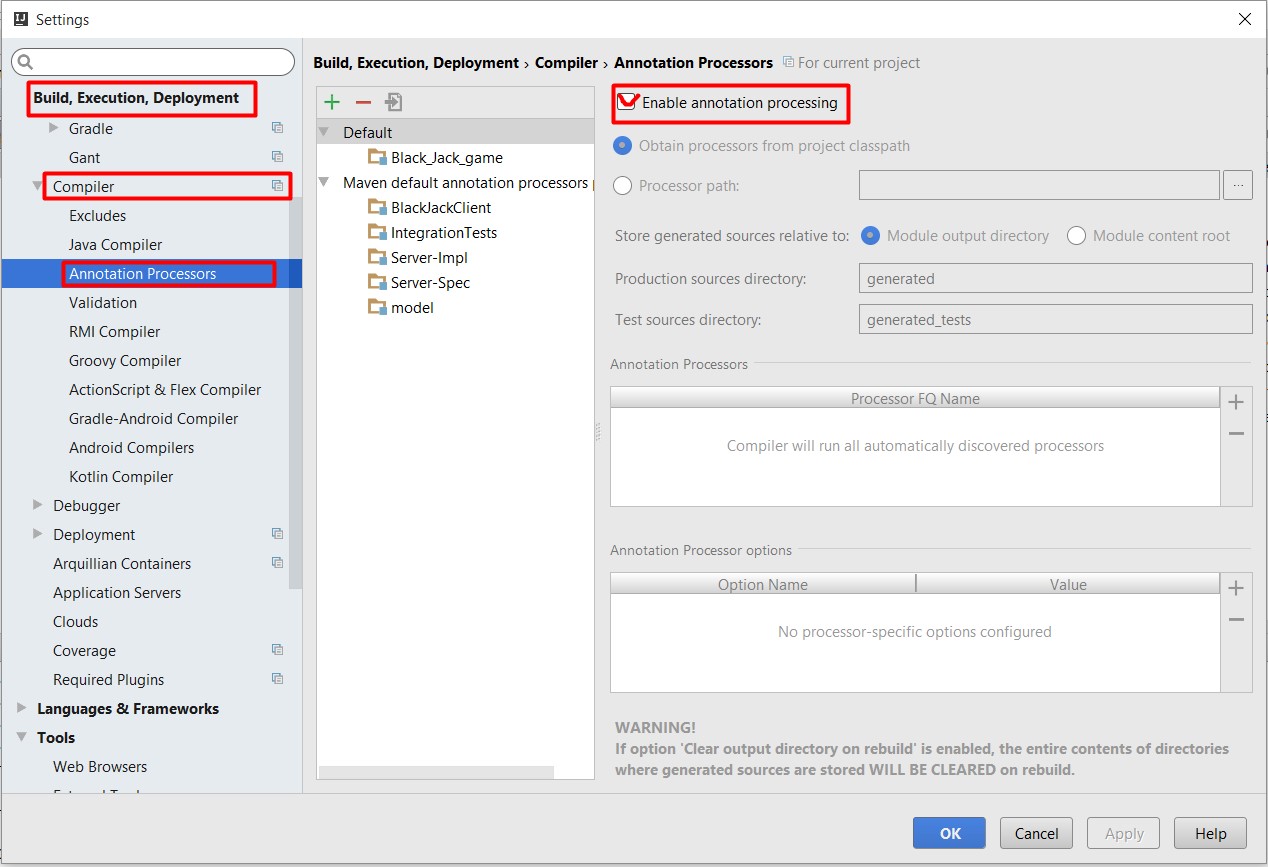 Settings
Build, Execution, Deployment
Gradle
Gant
Compiler
Excludes
Java Compiler
Annotation Processors
Validation
RMI Compiler
Groovy Compiler
ActionScript & Flex Compiler
Gradle-Android Compiler
Android Compilers
Kotlin Compiler
Debugger
Deployment
Arquillian Containers
Application Servers
Clouds
Coverage
Required Plugins
Languages & Frameworks
Tools
Web Browsers
Build, Execution, Deployment › Compiler › Annotation Processors For current project
Default
Black_Jack_game
Maven default annotation processors
BlackJackClient
IntegrationTests
Server-Impl
Server-Spec
model
Enable annotation processing
Obtain processors from project classpath
Processor path:
...
Store generated sources relative to: Module output directory Module content root
Production sources directory: generated
Test sources directory: generated_tests
Annotation Processors
Processor FQ Name
Compiler will run all automatically discovered processors
Annotation Processor options
Option Name Value
No processor-specific options configured
WARNING!
If option 'Clear output directory on rebuild' is enabled, the entire contents of directories
where generated sources are stored WILL BE CLEARED on rebuild.
OK Cancel Apply Help